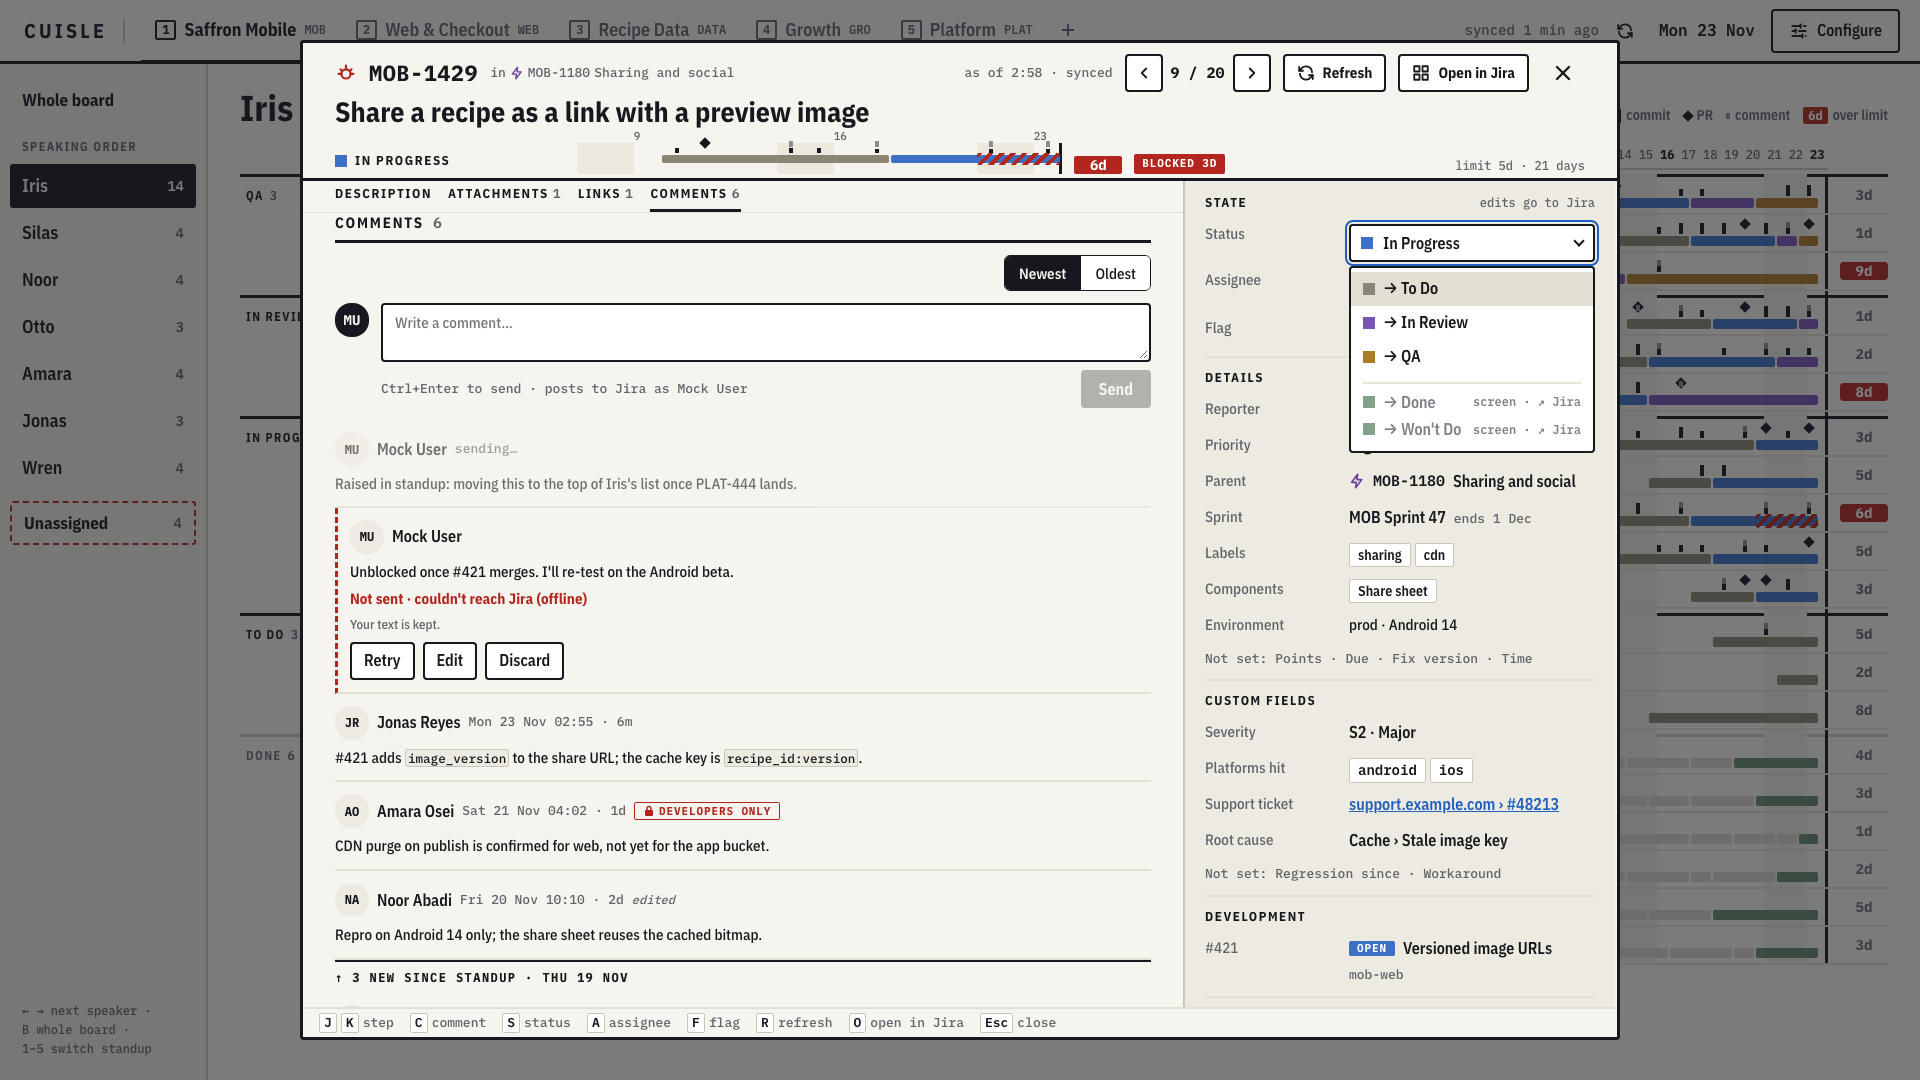 CUISLE
1 Saffron Mobile MOB
2 Web & Checkout WEB
3 Recipe Data DATA
4 Growth GRO
5 Platform PLAT
+
synced 1 min ago
Mon 23 Nov
Configure
Whole board
SPEAKING ORDER
Iris 14
Silas 4
Noor 4
Otto 3
Amara 4
Jonas 3
Wren 4
Unassigned 4
← → next speaker ·
B whole board ·
1–5 switch standup
Iris
QA 3
IN REVIE
IN PROG
TO DO 3
DONE 6
commit ◆ PR comment 6d over limit
14 15 16 17 18 19 20 21 22 23
3d
1d
9d
1d
2d
8d
3d
5d
6d
5d
3d
5d
2d
8d
4d
3d
1d
2d
5d
3d
MOB-1429 in MOB-1180 Sharing and social
as of 2:58 · synced
9 / 20
Refresh
Open in Jira
Share a recipe as a link with a preview image
9 16 23
IN PROGRESS
6d
BLOCKED 3D
limit 5d · 21 days
DESCRIPTION ATTACHMENTS 1 LINKS 1 COMMENTS 6
COMMENTS 6
Newest Oldest
MU
Write a comment…
Ctrl+Enter to send · posts to Jira as Mock User
Send
MU Mock User sending…
Raised in standup: moving this to the top of Iris's list once PLAT-444 lands.
MU Mock User
Unblocked once #421 merges. I'll re-test on the Android beta.
Not sent · couldn't reach Jira (offline)
Your text is kept.
Retry Edit Discard
JR Jonas Reyes Mon 23 Nov 02:55 · 6m
#421 adds image_version to the share URL; the cache key is recipe_id:version.
AO Amara Osei Sat 21 Nov 04:02 · 1d DEVELOPERS ONLY
CDN purge on publish is confirmed for web, not yet for the app bucket.
NA Noor Abadi Fri 20 Nov 10:10 · 2d edited
Repro on Android 14 only; the share sheet reuses the cached bitmap.
↑ 3 NEW SINCE STANDUP · THU 19 NOV
STATE edits go to Jira
Status In Progress
Assignee
Flag
→ To Do
→ In Review
→ QA
→ Done screen · ↗ Jira
→ Won't Do screen · ↗ Jira
DETAILS
Reporter
Priority
Parent MOB-1180 Sharing and social
Sprint MOB Sprint 47 ends 1 Dec
Labels sharing cdn
Components Share sheet
Environment prod · Android 14
Not set: Points · Due · Fix version · Time
CUSTOM FIELDS
Severity S2 · Major
Platforms hit android ios
Support ticket support.example.com › #48213
Root cause Cache › Stale image key
Not set: Regression since · Workaround
DEVELOPMENT
#421 OPEN Versioned image URLs
mob-web
J K step C comment S status A assignee F flag R refresh O open in Jira Esc close